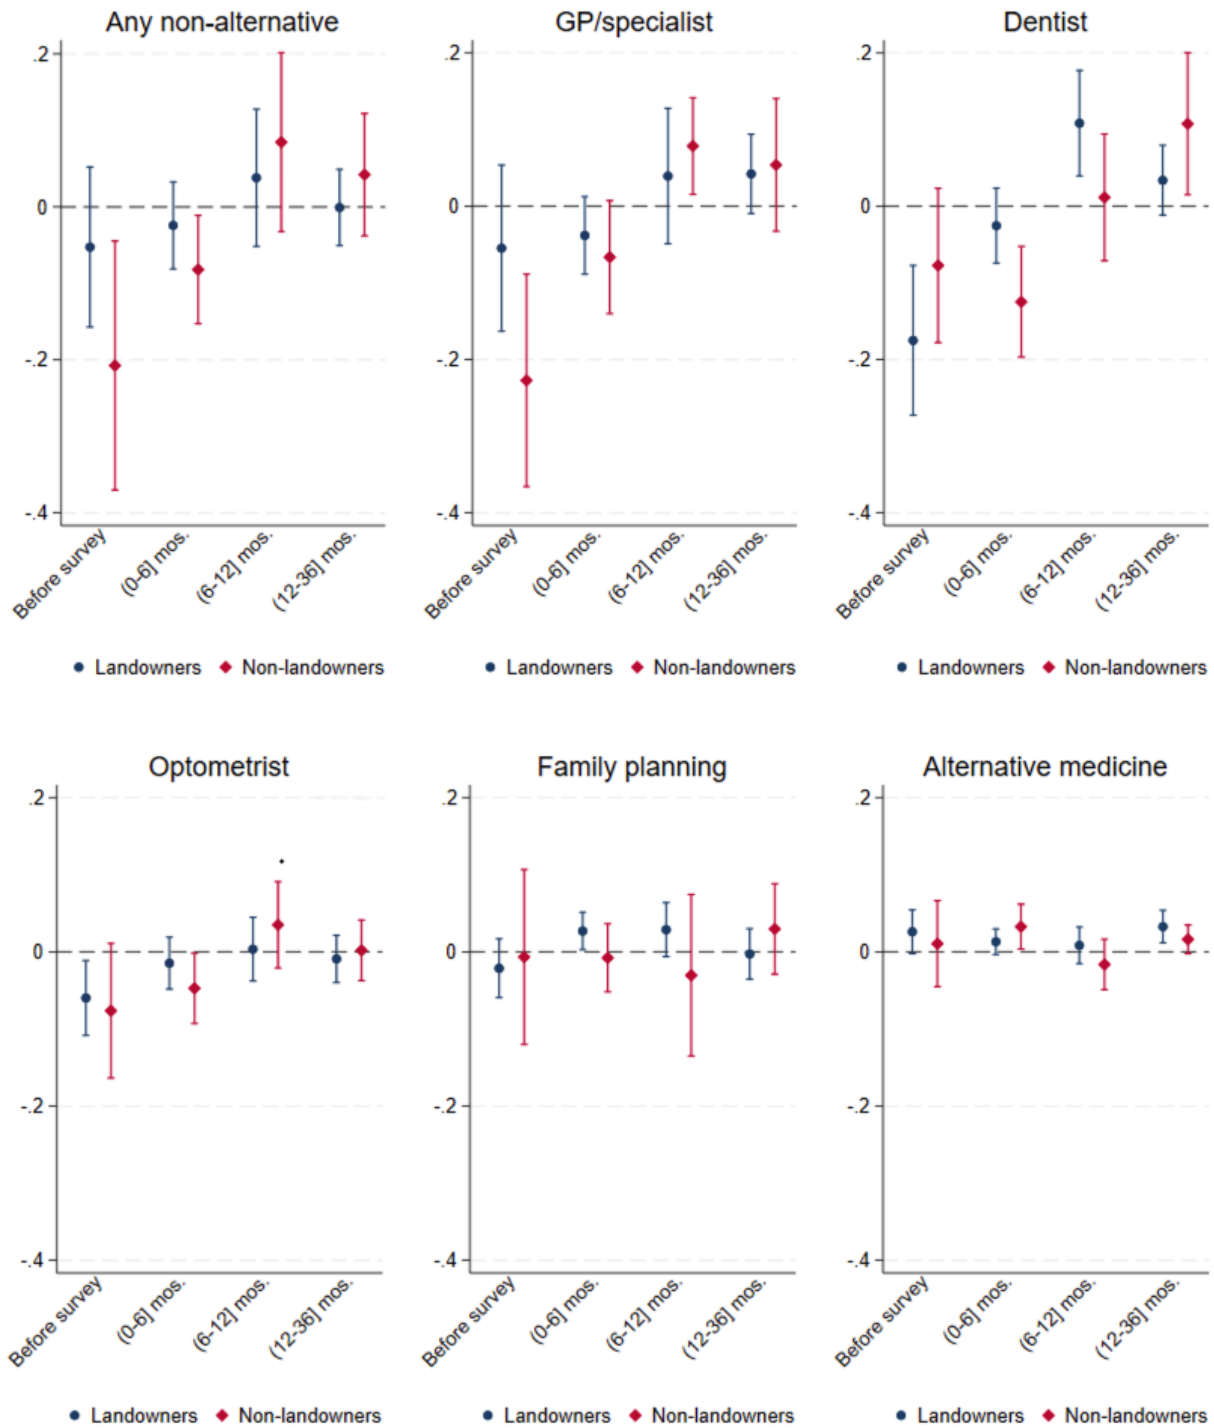 Any non-alternative
.2
0
-.2
-.4
Before survey
(0-6] mos.
(6-12] mos.
(12-36] mos.
Landowners Non-landowners
GP/specialist
.2
0
-.2
-.4
Before survey
(0-6] mos.
(6-12] mos.
(12-36] mos.
Landowners Non-landowners
Dentist
.2
0
-.2
-.4
Before survey
(0-6] mos.
(6-12] mos.
(12-36] mos.
Landowners Non-landowners
Optometrist
.2
0
-.2
-.4
Before survey
(0-6] mos.
(6-12] mos.
(12-36] mos.
Landowners Non-landowners
Family planning
.2
0
-.2
-.4
Before survey
(0-6] mos.
(6-12] mos.
(12-36] mos.
Landowners Non-landowners
Alternative medicine
.2
0
-.2
-.4
Before survey
(0-6] mos.
(6-12] mos.
(12-36] mos.
Landowners Non-landowners